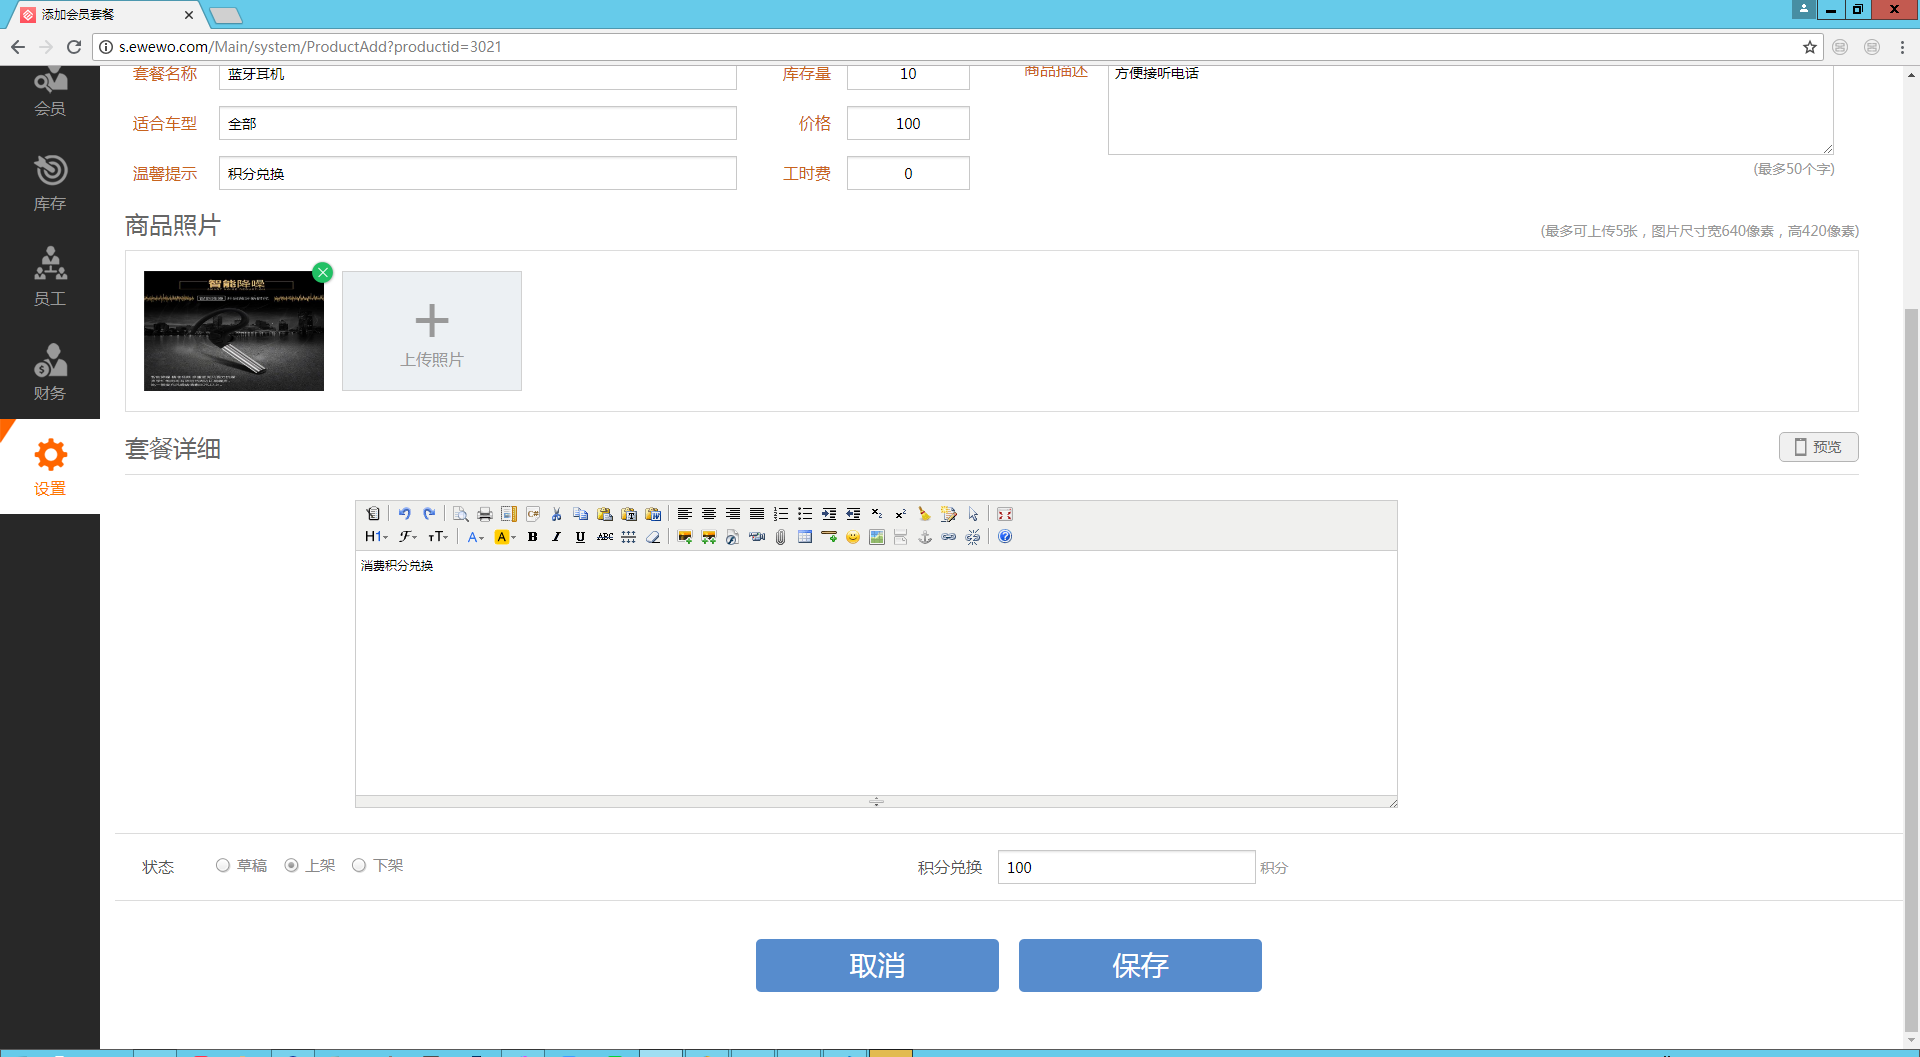 添加会员套餐
s.ewewo.com/Main/system/ProductAdd?productid=3021
会员
库存
员工
财务
设置
套餐名称 蓝牙耳机 库存量 10 商品描述 方便接听电话
适合车型 全部 价格 100
温馨提示 积分兑换 工时费 0
(最多50个字)
商品照片
(最多可上传5张，图片尺寸宽640像素，高420像素)
智能降噪
上传照片
套餐详细
预览
H1 F тT A A B I U ABC
消费积分兑换
状态 草稿 上架 下架 积分兑换 100 积分
取消 保存